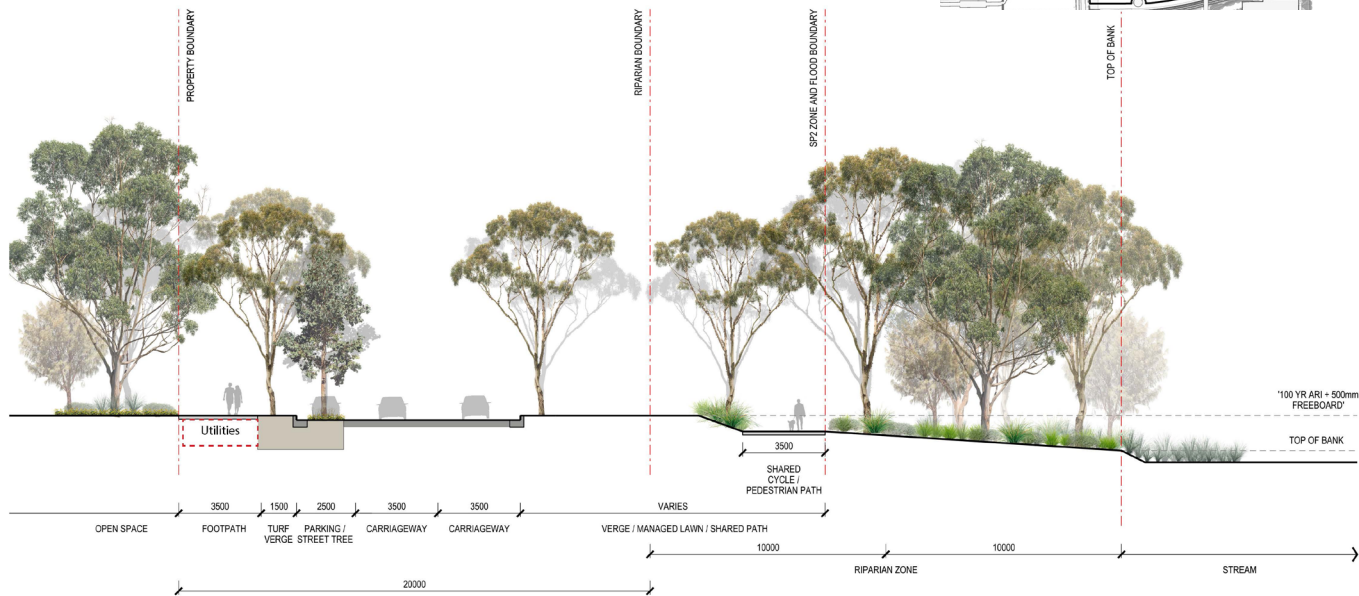 PROPERTY BOUNDARY
RIPARIAN BOUNDARY
SP2 ZONE AND FLOOD BOUNDARY
TOP OF BANK
'100 YR ARI + 500mm
FREEBOARD'
Utilities
TOP OF BANK
3500
SHARED
CYCLE /
PEDESTRIAN PATH
3500
1500
2500
3500
3500
VARIES
OPEN SPACE
FOOTPATH
TURF
VERGE
PARKING /
STREET TREE
CARRIAGEWAY
CARRIAGEWAY
VERGE / MANAGED LAWN / SHARED PATH
10000
10000
RIPARIAN ZONE
STREAM
20000